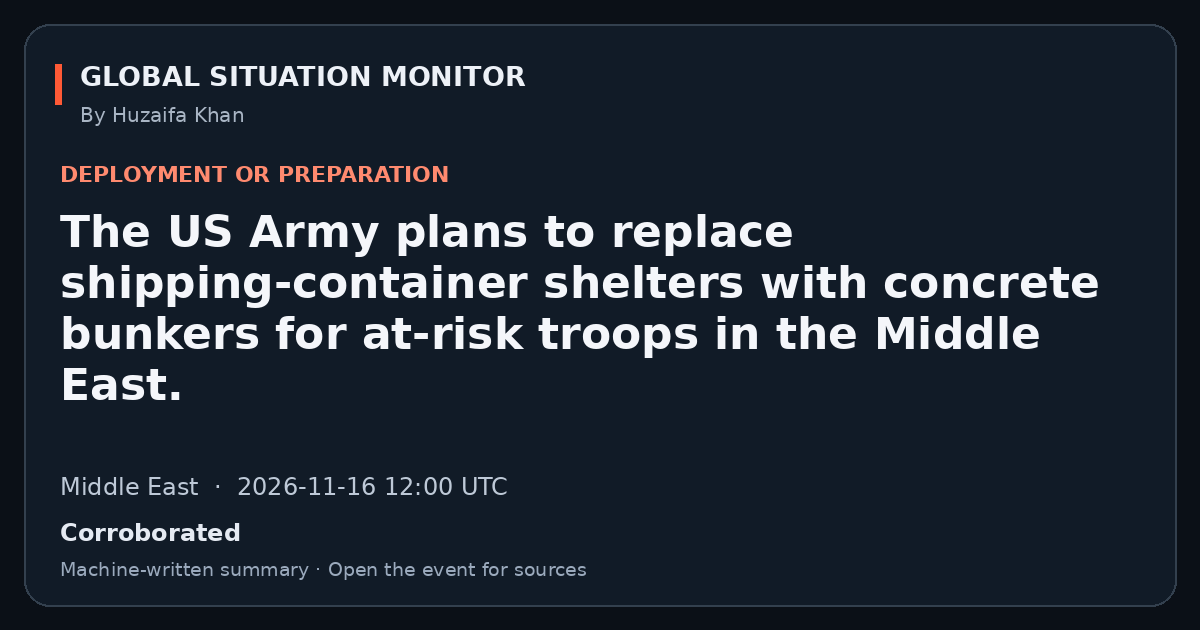 GLOBAL SITUATION MONITOR
By Huzaifa Khan
DEPLOYMENT OR PREPARATION
The US Army plans to replace
shipping-container shelters with concrete
bunkers for at-risk troops in the Middle
East.
Middle East · 2026-11-16 12:00 UTC
Corroborated
Machine-written summary · Open the event for sources